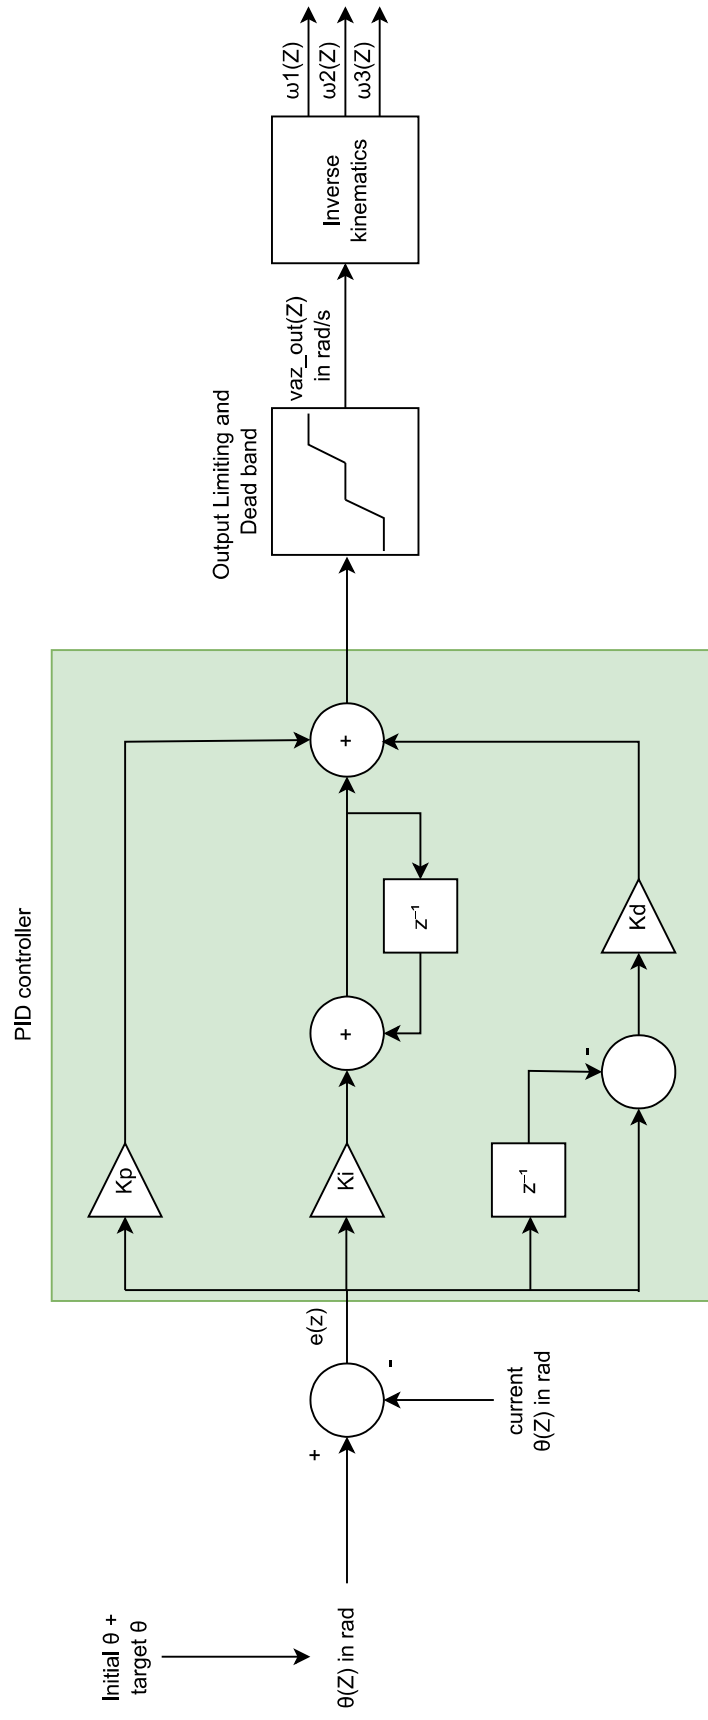 Initial θ +
target θ
θ(Z) in rad
+
-
current
θ(Z) in rad
e(z)
PID controller
Kp
Ki
z⁻¹
-
+
z⁻¹
Kd
+
Output Limiting and
Dead band
vaz_out(Z)
in rad/s
Inverse
kinematics
ω1(Z)
ω2(Z)
ω3(Z)